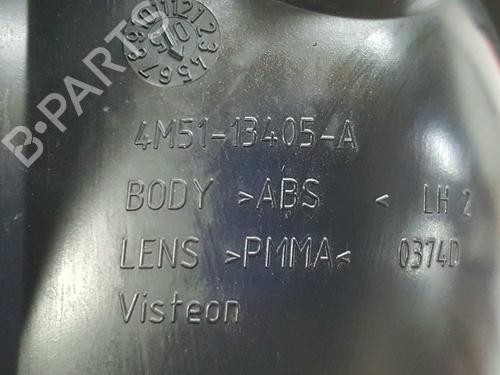 B-PARTS
4M51-13405-A
BODY >ABS < LH 2
LENS >PMMA< 0374D
Visteon